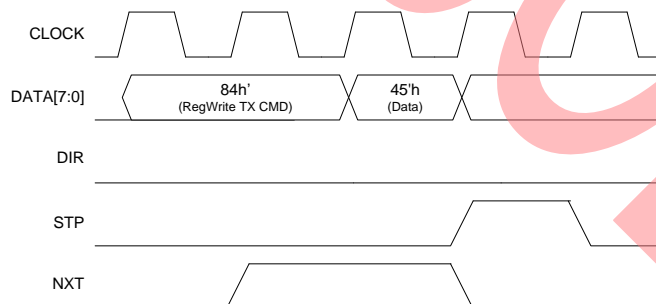 CLOCK
DATA[7:0]
84h'
(RegWrite TX CMD)
45'h
(Data)
DIR
STP
NXT